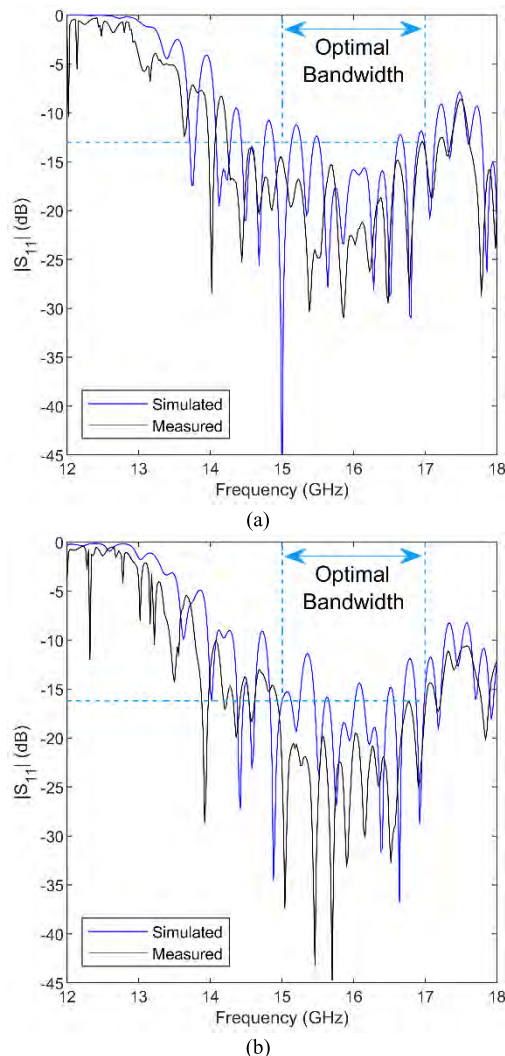 0
-5
-10
-15
-20
-25
-30
-35
-40
-45
|S11| (dB)
Optimal
Bandwidth
Simulated
Measured
12 13 14 15 16 17 18
Frequency (GHz)
(a)
0
-5
-10
-15
-20
-25
-30
-35
-40
-45
|S11| (dB)
Optimal
Bandwidth
Simulated
Measured
12 13 14 15 16 17 18
Frequency (GHz)
(b)